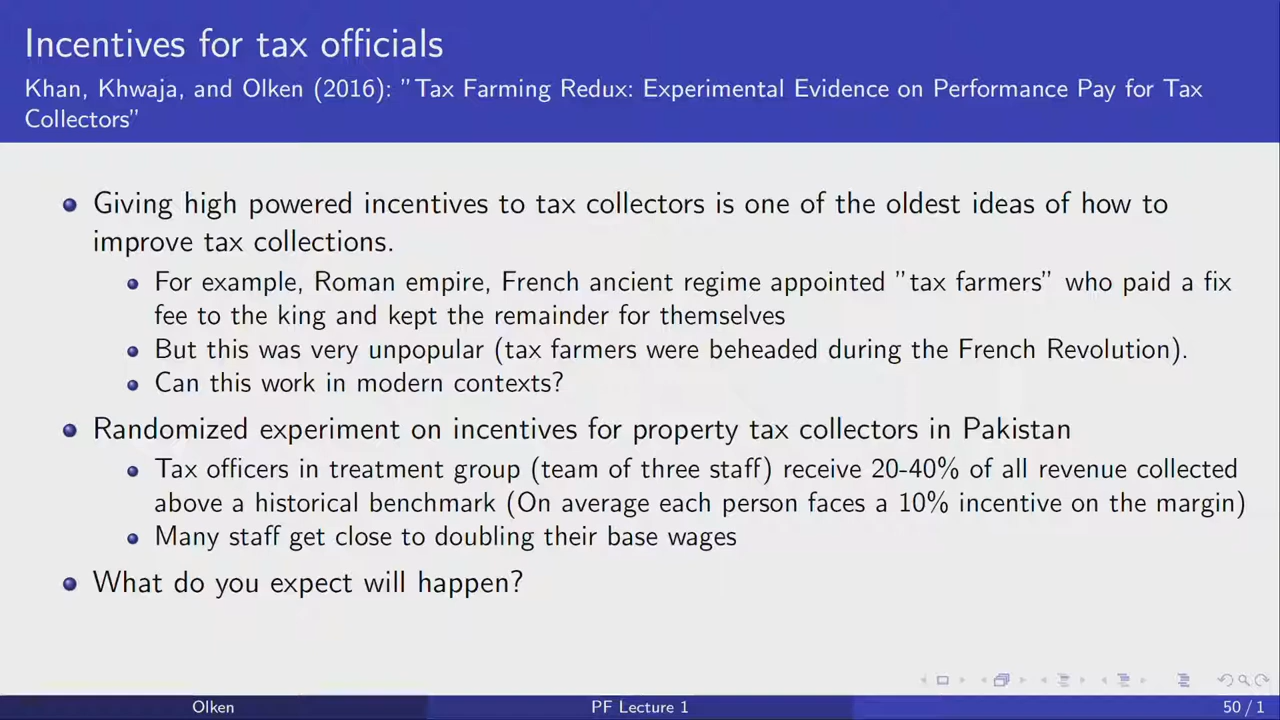 Incentives for tax officials
Khan, Khwaja, and Olken (2016): "Tax Farming Redux: Experimental Evidence on Performance Pay for Tax
Collectors"
Giving high powered incentives to tax collectors is one of the oldest ideas of how to
improve tax collections.
For example, Roman empire, French ancient regime appointed "tax farmers" who paid a fix
fee to the king and kept the remainder for themselves
But this was very unpopular (tax farmers were beheaded during the French Revolution).
Can this work in modern contexts?
Randomized experiment on incentives for property tax collectors in Pakistan
Tax officers in treatment group (team of three staff) receive 20-40% of all revenue collected
above a historical benchmark (On average each person faces a 10% incentive on the margin)
Many staff get close to doubling their base wages
What do you expect will happen?
Olken
PF Lecture 1
50 / 1